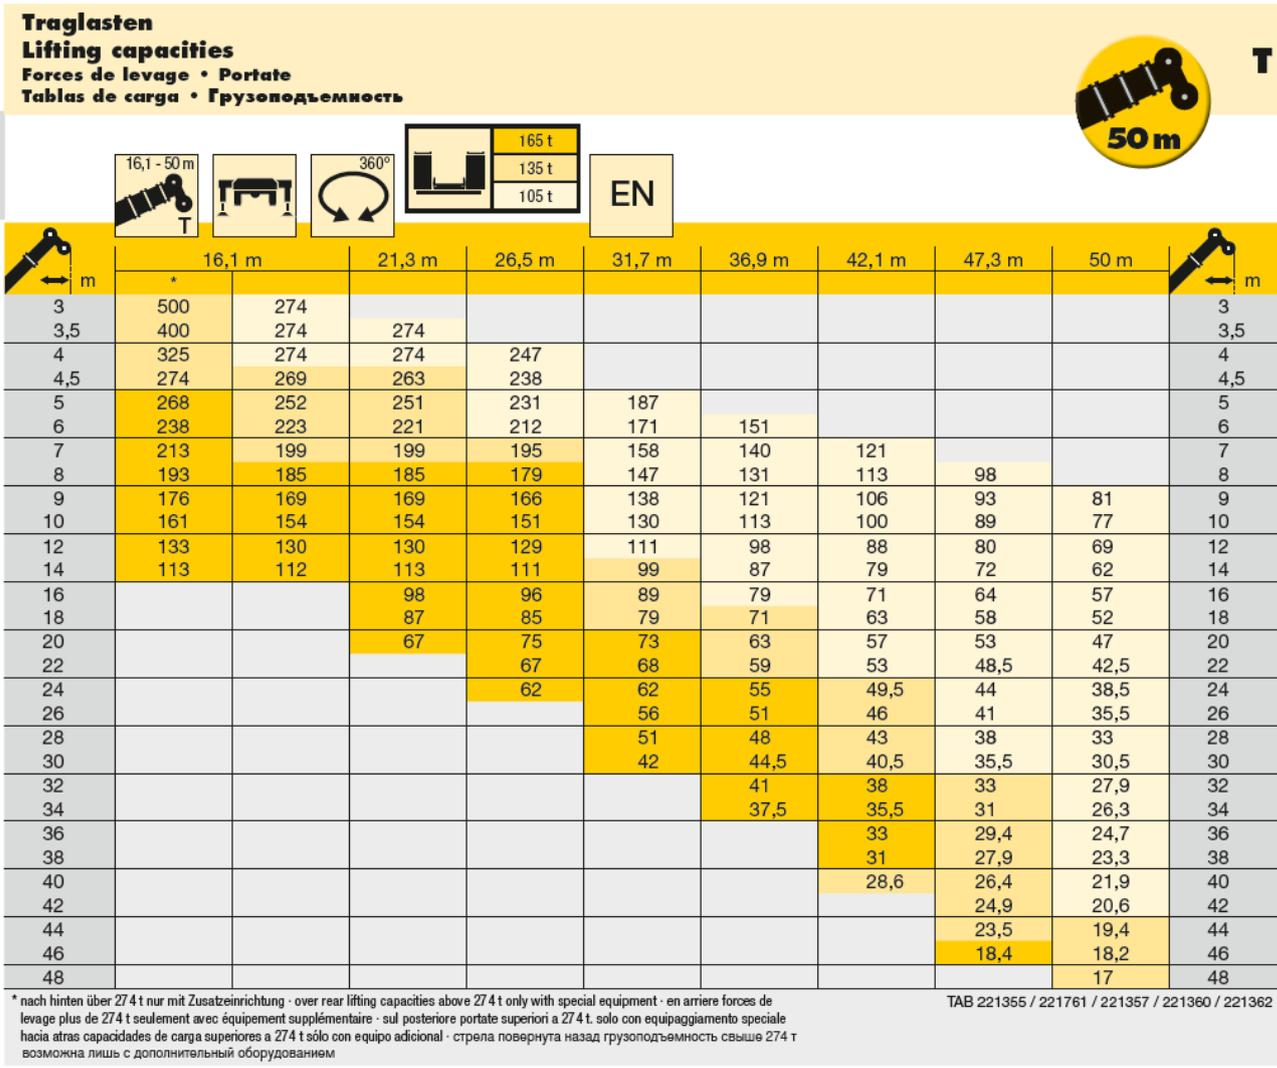 Traglasten
Lifting capacities
Forces de levage • Portate
Tablas de carga • Грузоподъемность
T
50 m
16,1 - 50 m
T
360°
165 t
135 t
105 t
EN
m 16,1 m 21,3 m 26,5 m 31,7 m 36,9 m 42,1 m 47,3 m 50 m m
*
3 500 274 3
3,5 400 274 274 3,5
4 325 274 274 247 4
4,5 274 269 263 238 4,5
5 268 252 251 231 187 5
6 238 223 221 212 171 151 6
7 213 199 199 195 158 140 121 7
8 193 185 185 179 147 131 113 98 8
9 176 169 169 166 138 121 106 93 81 9
10 161 154 154 151 130 113 100 89 77 10
12 133 130 130 129 111 98 88 80 69 12
14 113 112 113 111 99 87 79 72 62 14
16 98 96 89 79 71 64 57 16
18 87 85 79 71 63 58 52 18
20 67 75 73 63 57 53 47 20
22 67 68 59 53 48,5 42,5 22
24 62 62 55 49,5 44 38,5 24
26 56 51 46 41 35,5 26
28 51 48 43 38 33 28
30 42 44,5 40,5 35,5 30,5 30
32 41 38 33 27,9 32
34 37,5 35,5 31 26,3 34
36 33 29,4 24,7 36
38 31 27,9 23,3 38
40 28,6 26,4 21,9 40
42 24,9 20,6 42
44 23,5 19,4 44
46 18,4 18,2 46
48 17 48
* nach hinten über 274 t nur mit Zusatzeinrichtung · over rear lifting capacities above 274 t only with special equipment · en arriere forces de
levage plus de 274 t seulement avec équipement supplémentaire · sul posteriore portate superiori a 274 t. solo con equipaggiamento speciale
hacia atras capacidades de carga superiores a 274 t sólo con equipo adicional · стрела повернута назад грузоподъемность свыше 274 т
возможна лишь с дополнительный оборудованием
TAB 221355 / 221761 / 221357 / 221360 / 221362